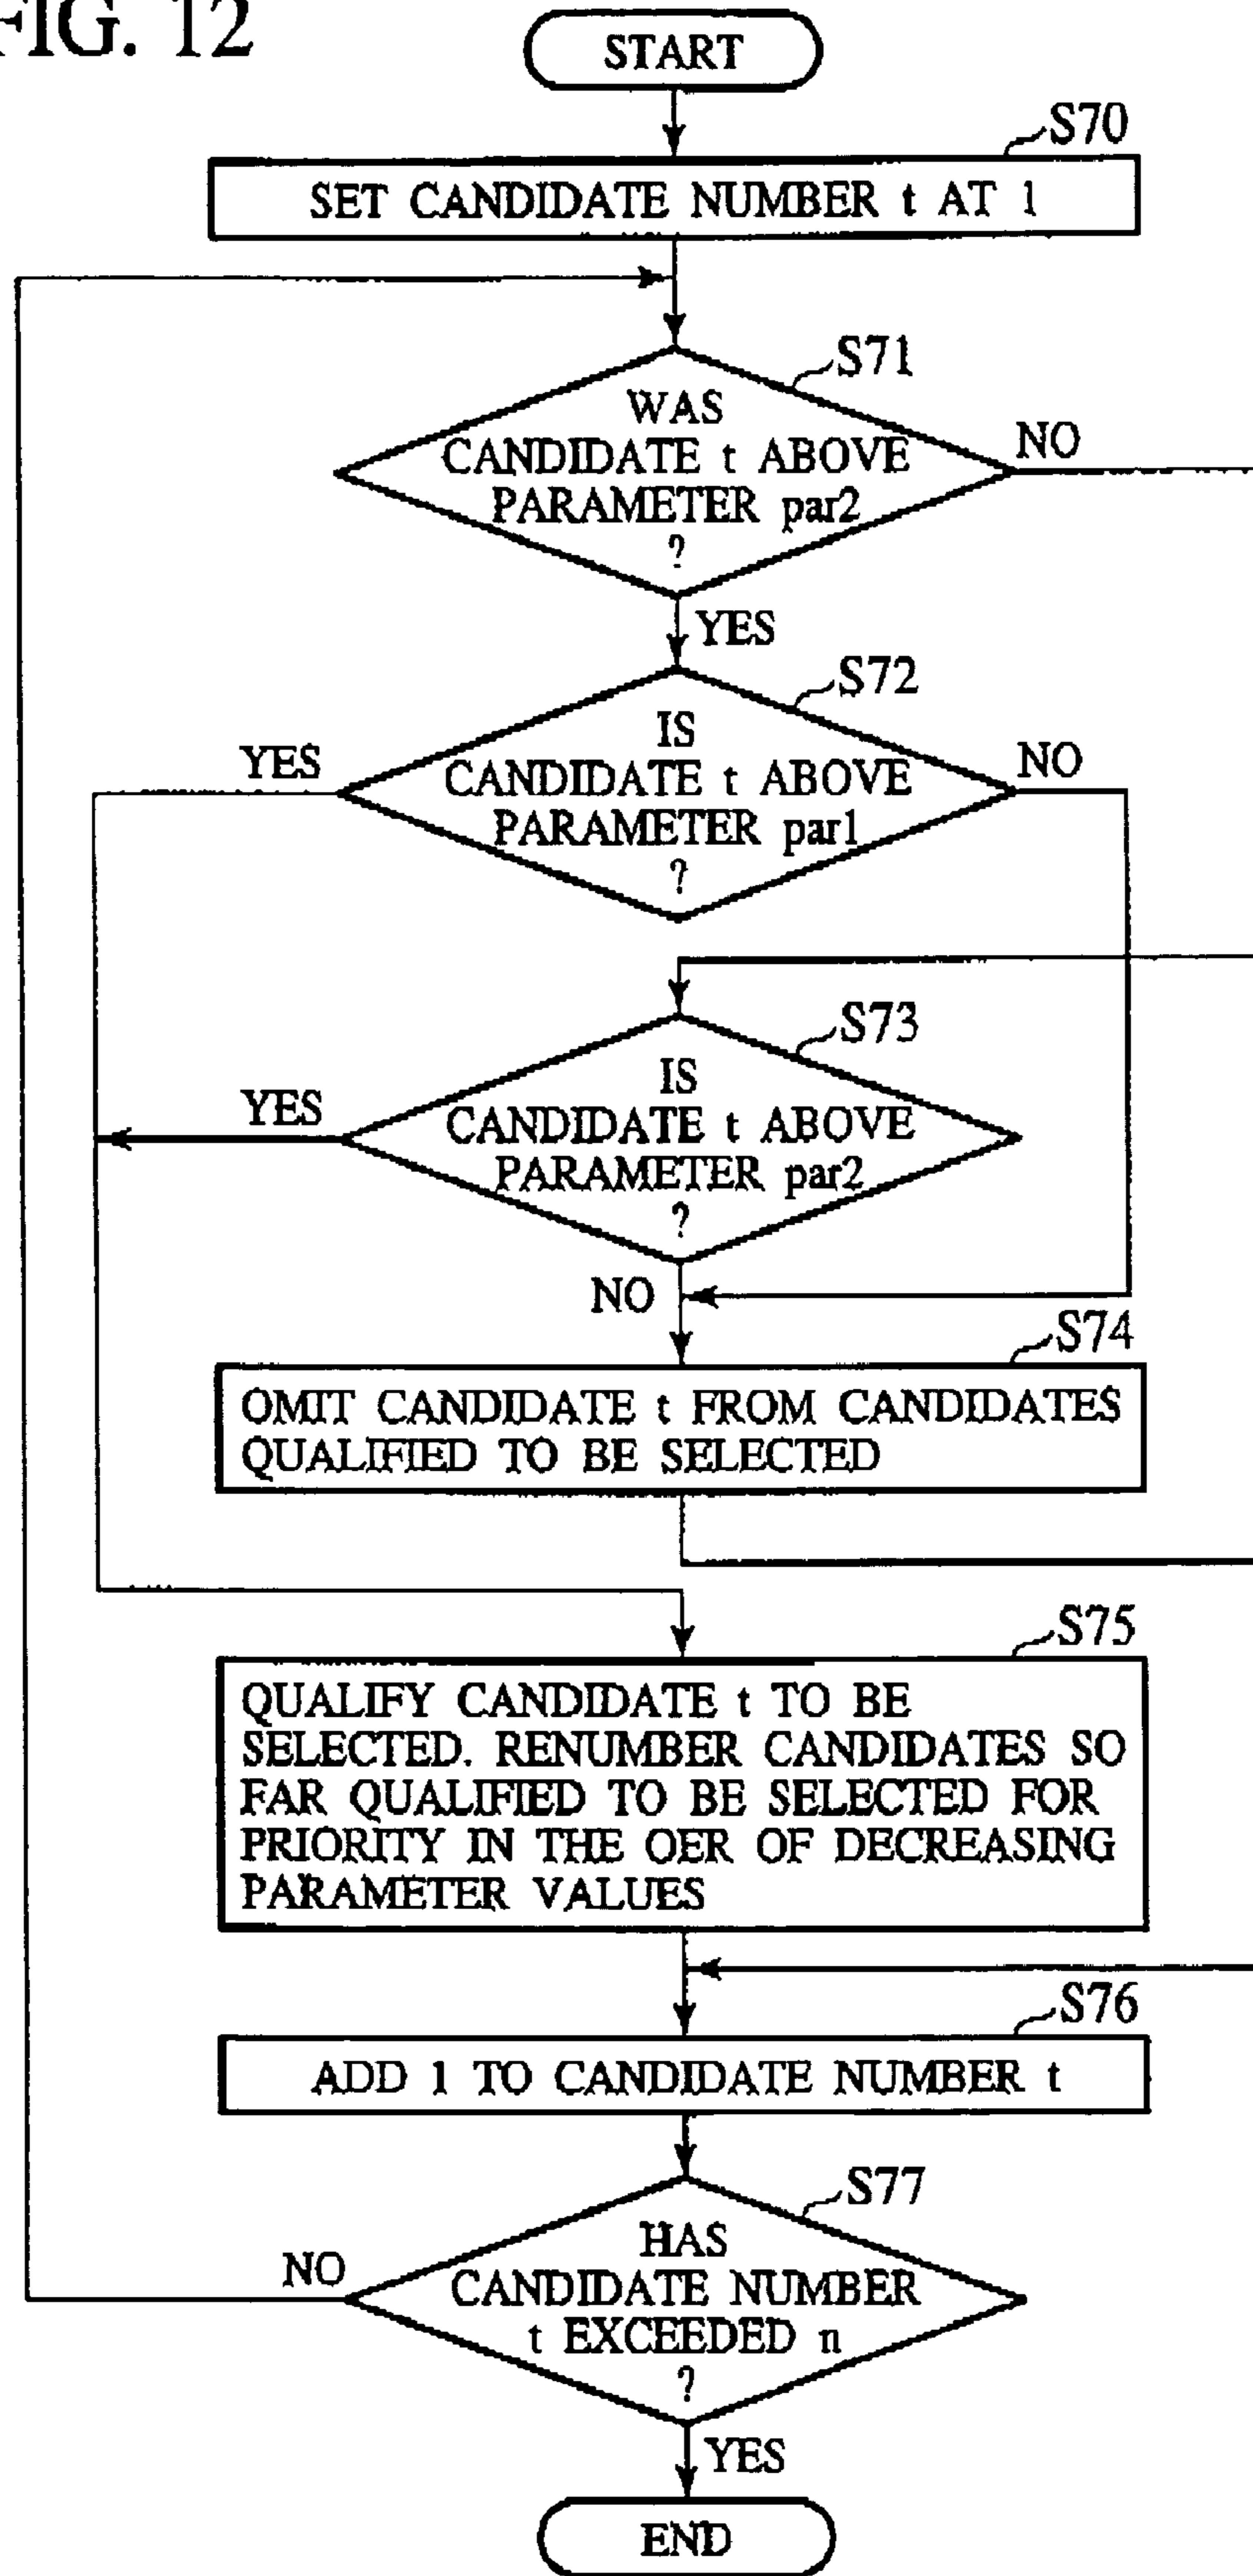 FIG. 12
START
S70
SET CANDIDATE NUMBER t AT 1
S71
WAS
CANDIDATE t ABOVE
PARAMETER par2
?
NO
YES
S72
IS
CANDIDATE t ABOVE
PARAMETER par1
?
YES
NO
S73
IS
CANDIDATE t ABOVE
PARAMETER par2
?
YES
NO
S74
OMIT CANDIDATE t FROM CANDIDATES
QUALIFIED TO BE SELECTED
S75
QUALIFY CANDIDATE t TO BE
SELECTED. RENUMBER CANDIDATES SO
FAR QUALIFIED TO BE SELECTED FOR
PRIORITY IN THE OER OF DECREASING
PARAMETER VALUES
S76
ADD 1 TO CANDIDATE NUMBER t
S77
HAS
CANDIDATE NUMBER
t EXCEEDED n
?
NO
YES
END